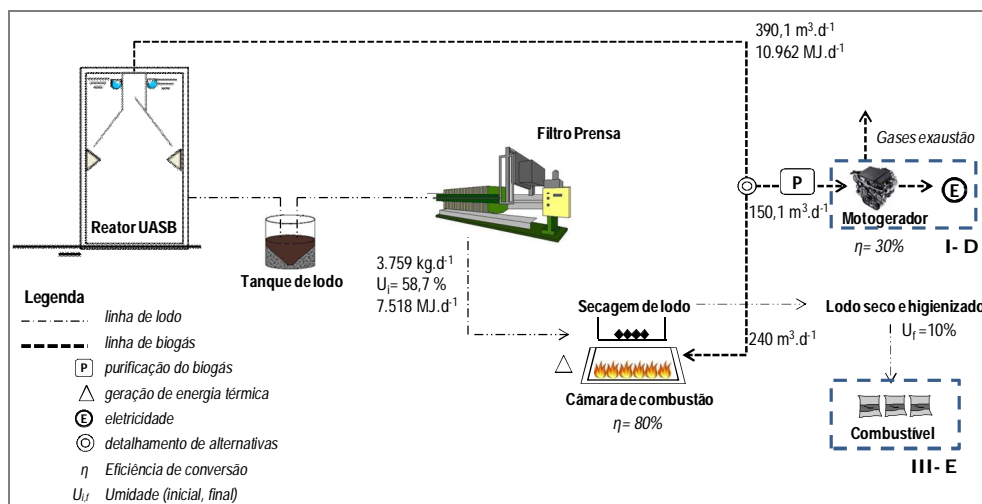 390,1 m³.d⁻¹
10.962 MJ.d⁻¹
Filtro Prensa
Gases exaustão
P
E
150,1 m³.d⁻¹
Motogerador
η= 30%
I- D
Reator UASB
Tanque de lodo
3.759 kg.d⁻¹
Uᵢ= 58,7 %
7.518 MJ.d⁻¹
Secagem de lodo
240 m³.d⁻¹
Câmara de combustão
η= 80%
Lodo seco e higienizado
U_f =10%
Combustível
III- E
Legenda
linha de lodo
linha de biogás
P purificação do biogás
geração de energia térmica
E eletricidade
detalhamento de alternativas
η Eficiência de conversão
Ui,f Umidade (inicial, final)